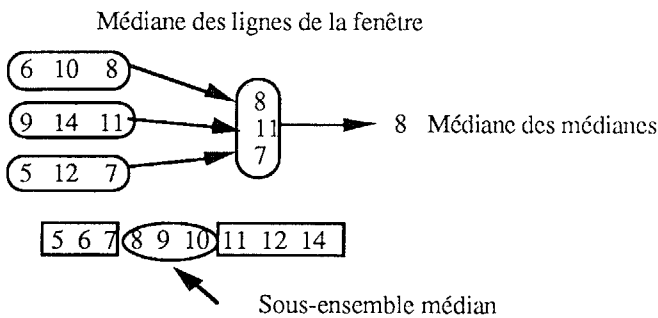 Médiane des lignes de la fenêtre
6 10 8
9 14 11
5 12 7
8
11
7
8 Médiane des médianes
5 6 7 8 9 10 11 12 14
Sous-ensemble médian